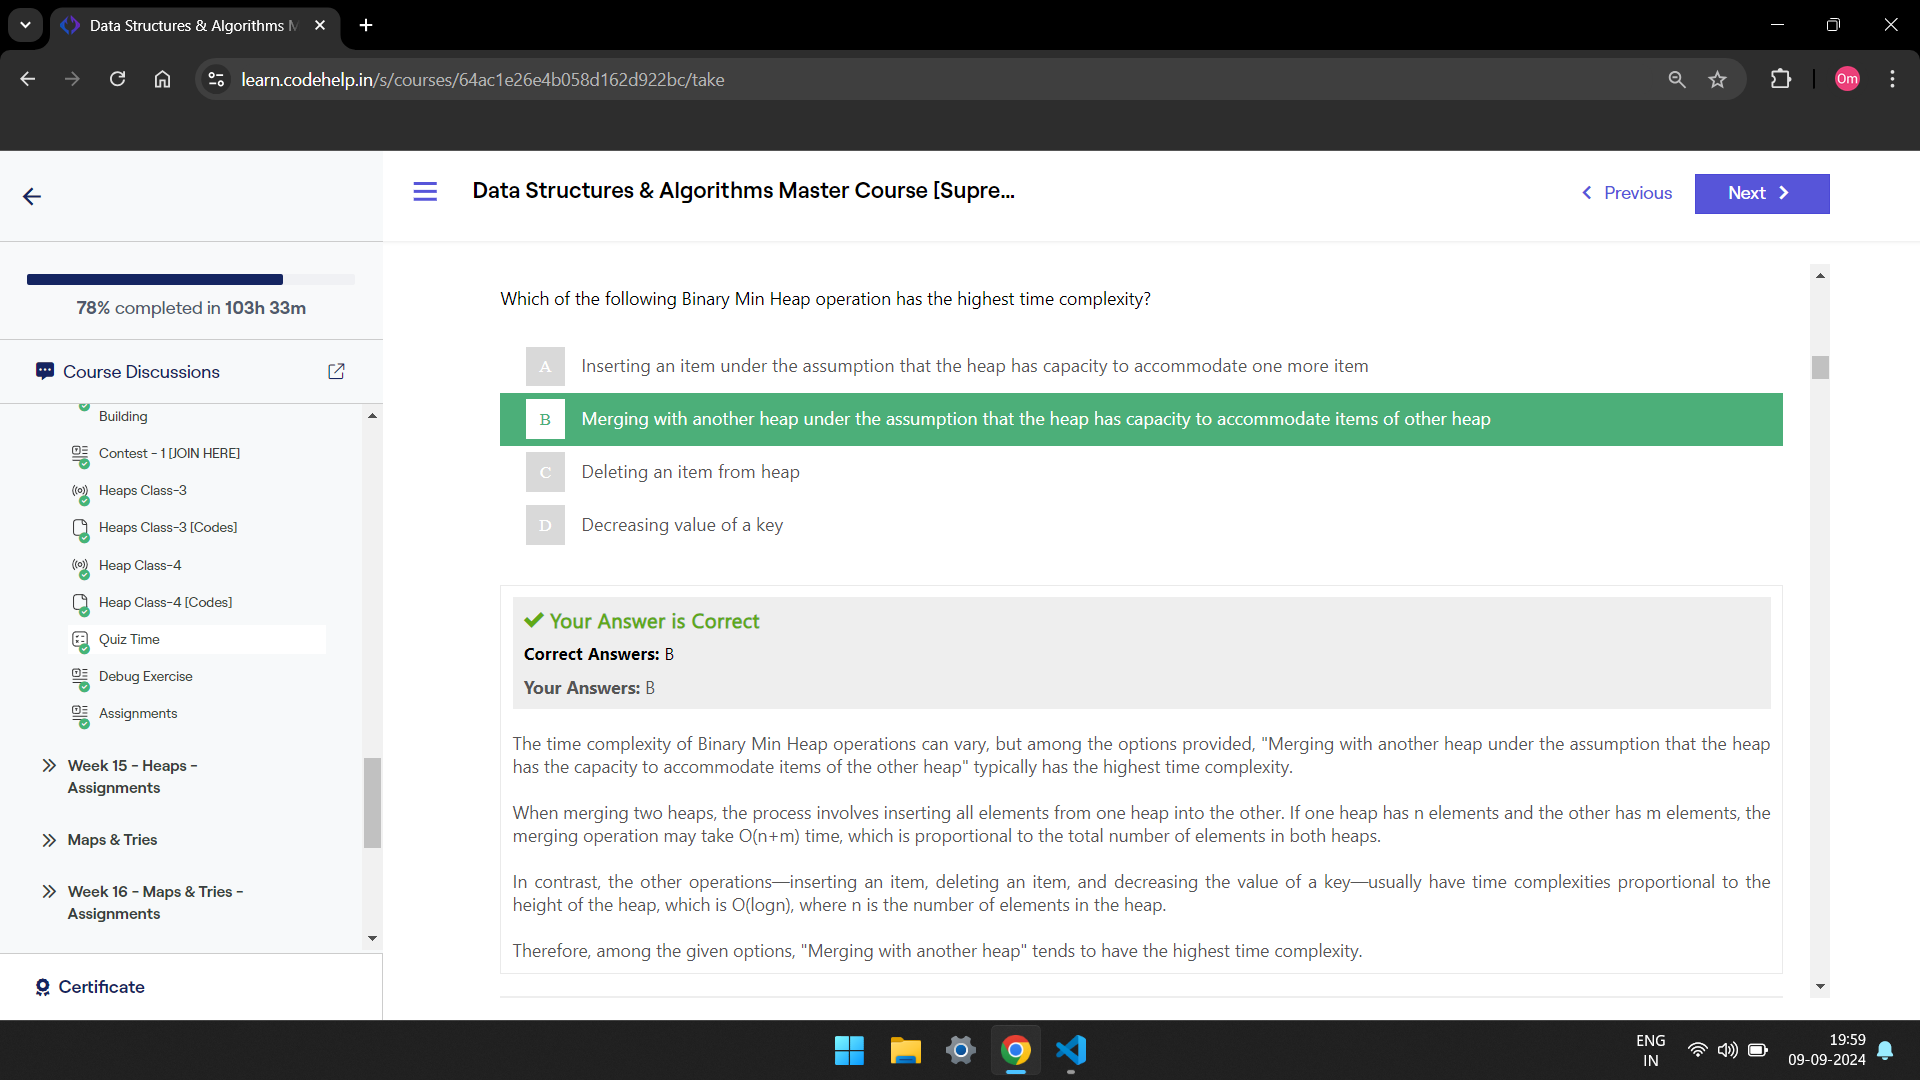 Data Structures & Algorithms M
learn.codehelp.in/s/courses/64ac1e26e4b058d162d922bc/take
Om
78% completed in 103h 33m
Course Discussions
Building
Contest - 1 [JOIN HERE]
Heaps Class-3
Heaps Class-3 [Codes]
Heap Class-4
Heap Class-4 [Codes]
Quiz Time
Debug Exercise
Assignments
Week 15 - Heaps -
Assignments
Maps & Tries
Week 16 - Maps & Tries -
Assignments
Certificate
Data Structures & Algorithms Master Course [Supre...
Previous
Next
Which of the following Binary Min Heap operation has the highest time complexity?
A Inserting an item under the assumption that the heap has capacity to accommodate one more item
B Merging with another heap under the assumption that the heap has capacity to accommodate items of other heap
C Deleting an item from heap
D Decreasing value of a key
Your Answer is Correct
Correct Answers: B
Your Answers: B
The time complexity of Binary Min Heap operations can vary, but among the options provided, "Merging with another heap under the assumption that the heap
has the capacity to accommodate items of the other heap" typically has the highest time complexity.
When merging two heaps, the process involves inserting all elements from one heap into the other. If one heap has n elements and the other has m elements, the
merging operation may take O(n+m) time, which is proportional to the total number of elements in both heaps.
In contrast, the other operations—inserting an item, deleting an item, and decreasing the value of a key—usually have time complexities proportional to the
height of the heap, which is O(logn), where n is the number of elements in the heap.
Therefore, among the given options, "Merging with another heap" tends to have the highest time complexity.
ENG
IN
19:59
09-09-2024